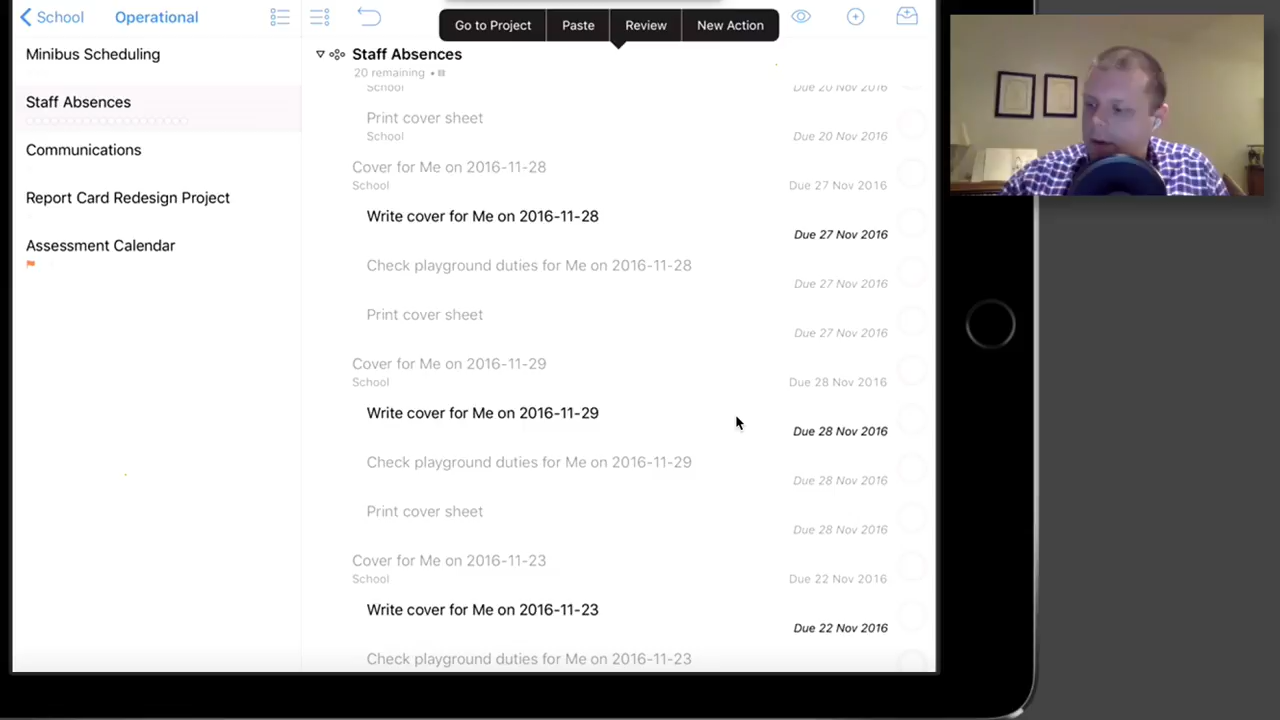 School
Operational
Minibus Scheduling
Staff Absences
Communications
Report Card Redesign Project
Assessment Calendar
Go to Project
Paste
Review
New Action
Staff Absences
20 remaining •
School
Due 20 Nov 2016
Print cover sheet
School
Due 20 Nov 2016
Cover for Me on 2016-11-28
School
Due 27 Nov 2016
Write cover for Me on 2016-11-28
Due 27 Nov 2016
Check playground duties for Me on 2016-11-28
Due 27 Nov 2016
Print cover sheet
Due 27 Nov 2016
Cover for Me on 2016-11-29
School
Due 28 Nov 2016
Write cover for Me on 2016-11-29
Due 28 Nov 2016
Check playground duties for Me on 2016-11-29
Due 28 Nov 2016
Print cover sheet
Due 28 Nov 2016
Cover for Me on 2016-11-23
School
Due 22 Nov 2016
Write cover for Me on 2016-11-23
Due 22 Nov 2016
Check playground duties for Me on 2016-11-23